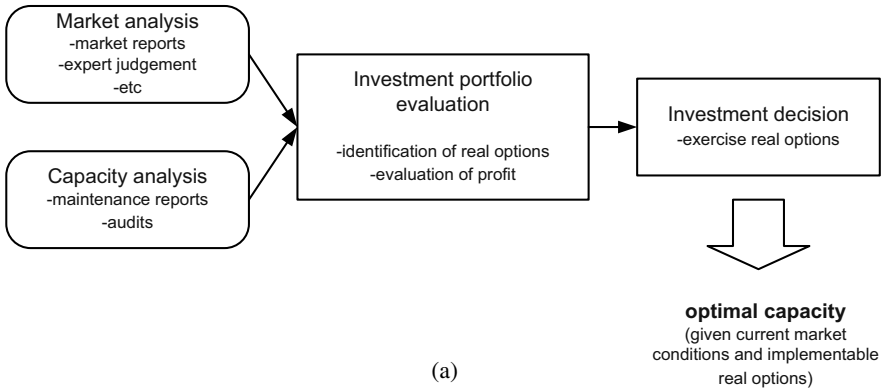 Market analysis
-market reports
-expert judgement
-etc
Capacity analysis
-maintenance reports
-audits
Investment portfolio
evaluation
-identification of real options
-evaluation of profit
Investment decision
-exercise real options
optimal capacity
(given current market
conditions and implementable
real options)
(a)